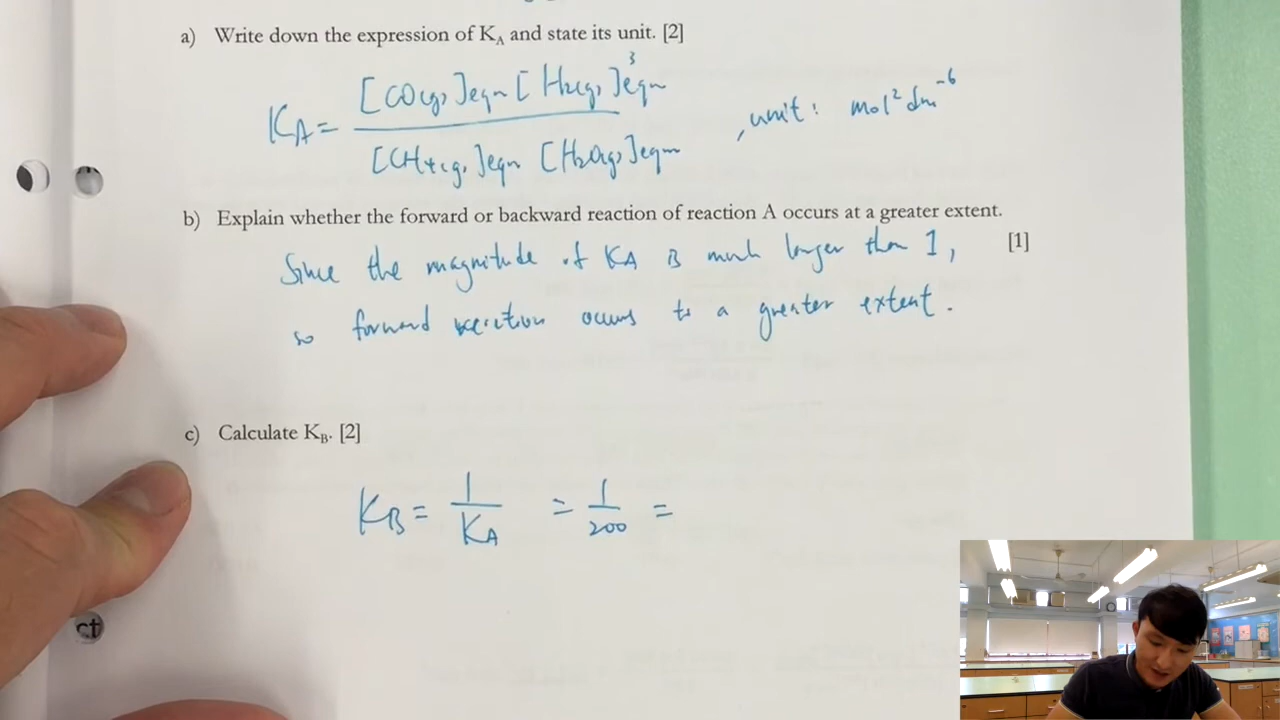 a) Write down the expression of K_A and state its unit. [2]
K_A = [CO(g)]eqm [H2(g)]^3 eqm / [CH4(g)]eqm [H2O(g)]eqm , unit: mol^2 dm^-6
b) Explain whether the forward or backward reaction of reaction A occurs at a greater extent.
[1]
Since the magnitude of K_A is much larger than 1,
so forward reaction occurs to a greater extent.
c) Calculate K_B. [2]
K_B = 1/K_A = 1/200 =
ct